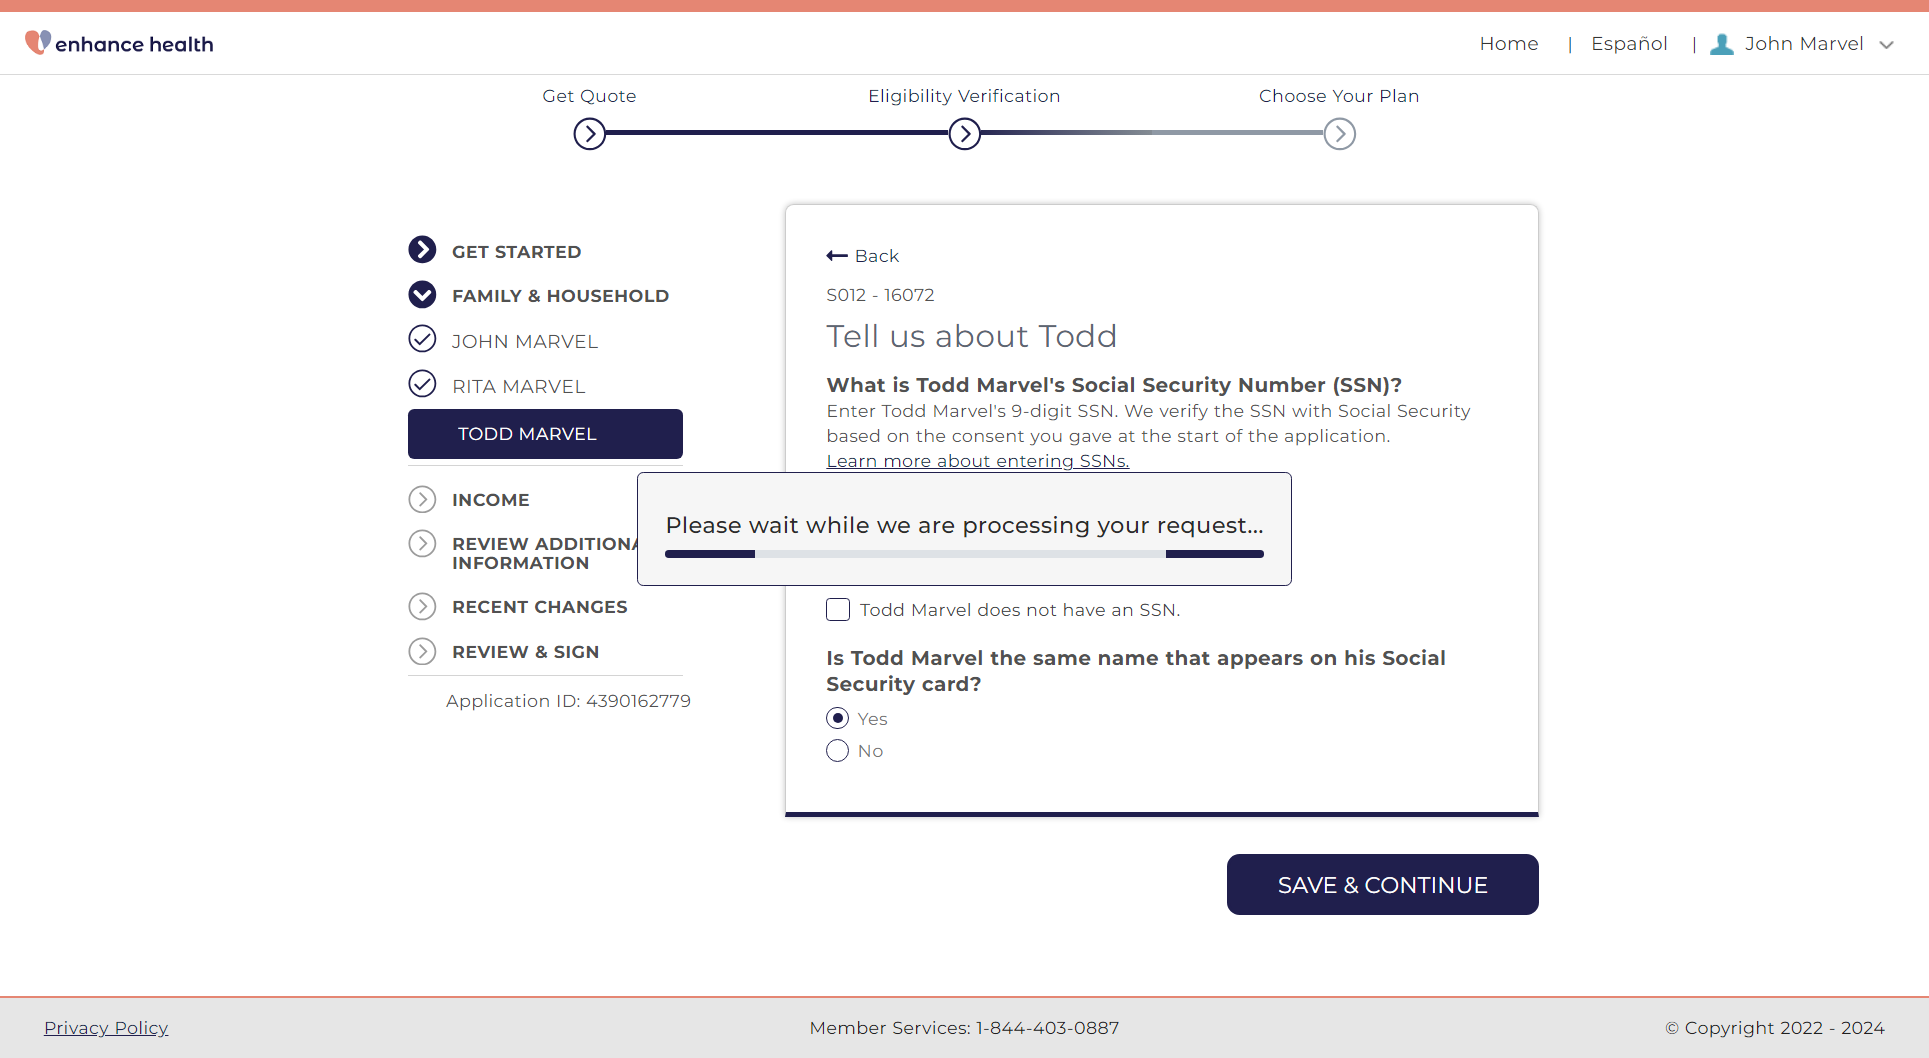 enhance health
Home | Español | John Marvel
Get Quote
Eligibility Verification
Choose Your Plan
GET STARTED
FAMILY & HOUSEHOLD
JOHN MARVEL
RITA MARVEL
TODD MARVEL
INCOME
REVIEW ADDITIONA
INFORMATION
RECENT CHANGES
REVIEW & SIGN
Application ID: 4390162779
Back
S012 - 16072
Tell us about Todd
What is Todd Marvel's Social Security Number (SSN)?
Enter Todd Marvel's 9-digit SSN. We verify the SSN with Social Security
based on the consent you gave at the start of the application.
Learn more about entering SSNs.
Please wait while we are processing your request...
Todd Marvel does not have an SSN.
Is Todd Marvel the same name that appears on his Social
Security card?
Yes
No
SAVE & CONTINUE
Privacy Policy
Member Services: 1-844-403-0887
© Copyright 2022 - 2024